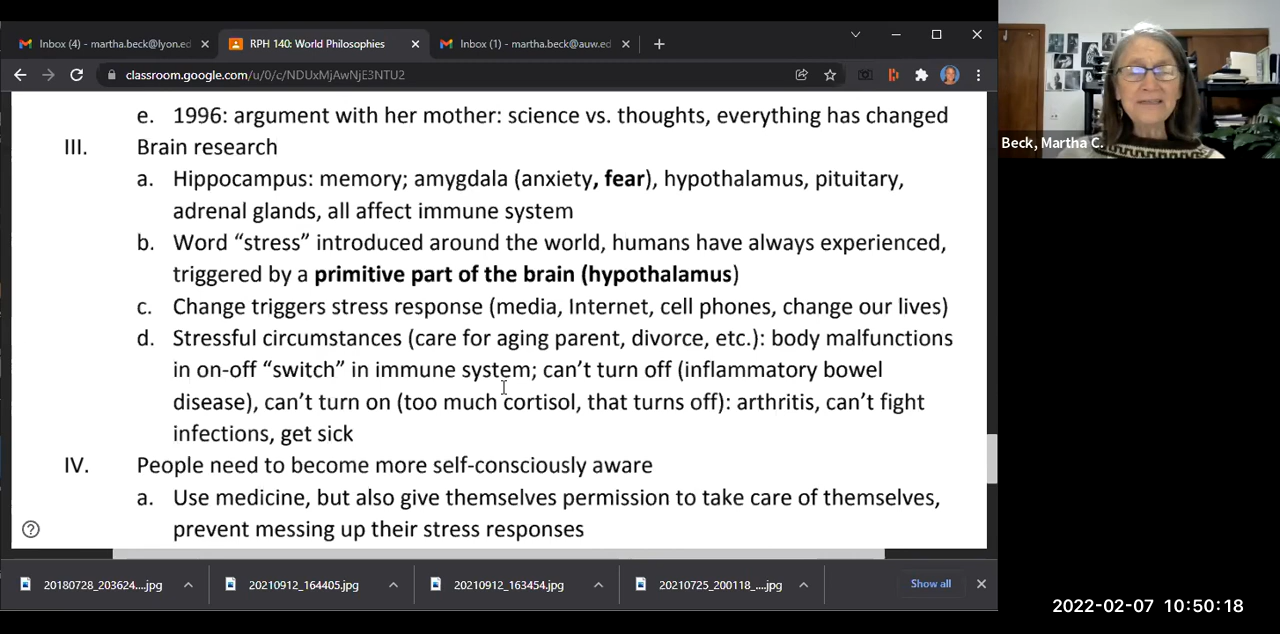 Inbox (4) - martha.beck@lyon.ed
RPH 140: World Philosophies
Inbox (1) - martha.beck@auw.ed
classroom.google.com/u/0/c/NDUxMjAwNjE3NTU2
e. 1996: argument with her mother: science vs. thoughts, everything has changed
III. Brain research
a. Hippocampus: memory; amygdala (anxiety, fear), hypothalamus, pituitary,
adrenal glands, all affect immune system
b. Word “stress” introduced around the world, humans have always experienced,
triggered by a primitive part of the brain (hypothalamus)
c. Change triggers stress response (media, Internet, cell phones, change our lives)
d. Stressful circumstances (care for aging parent, divorce, etc.): body malfunctions
in on-off “switch” in immune system; can’t turn off (inflammatory bowel
disease), can’t turn on (too much cortisol, that turns off): arthritis, can’t fight
infections, get sick
IV. People need to become more self-consciously aware
a. Use medicine, but also give themselves permission to take care of themselves,
prevent messing up their stress responses
Beck, Martha C.
20180728_203624....jpg
20210912_164405.jpg
20210912_163454.jpg
20210725_200118_....jpg
Show all
2022-02-07 10:50:18